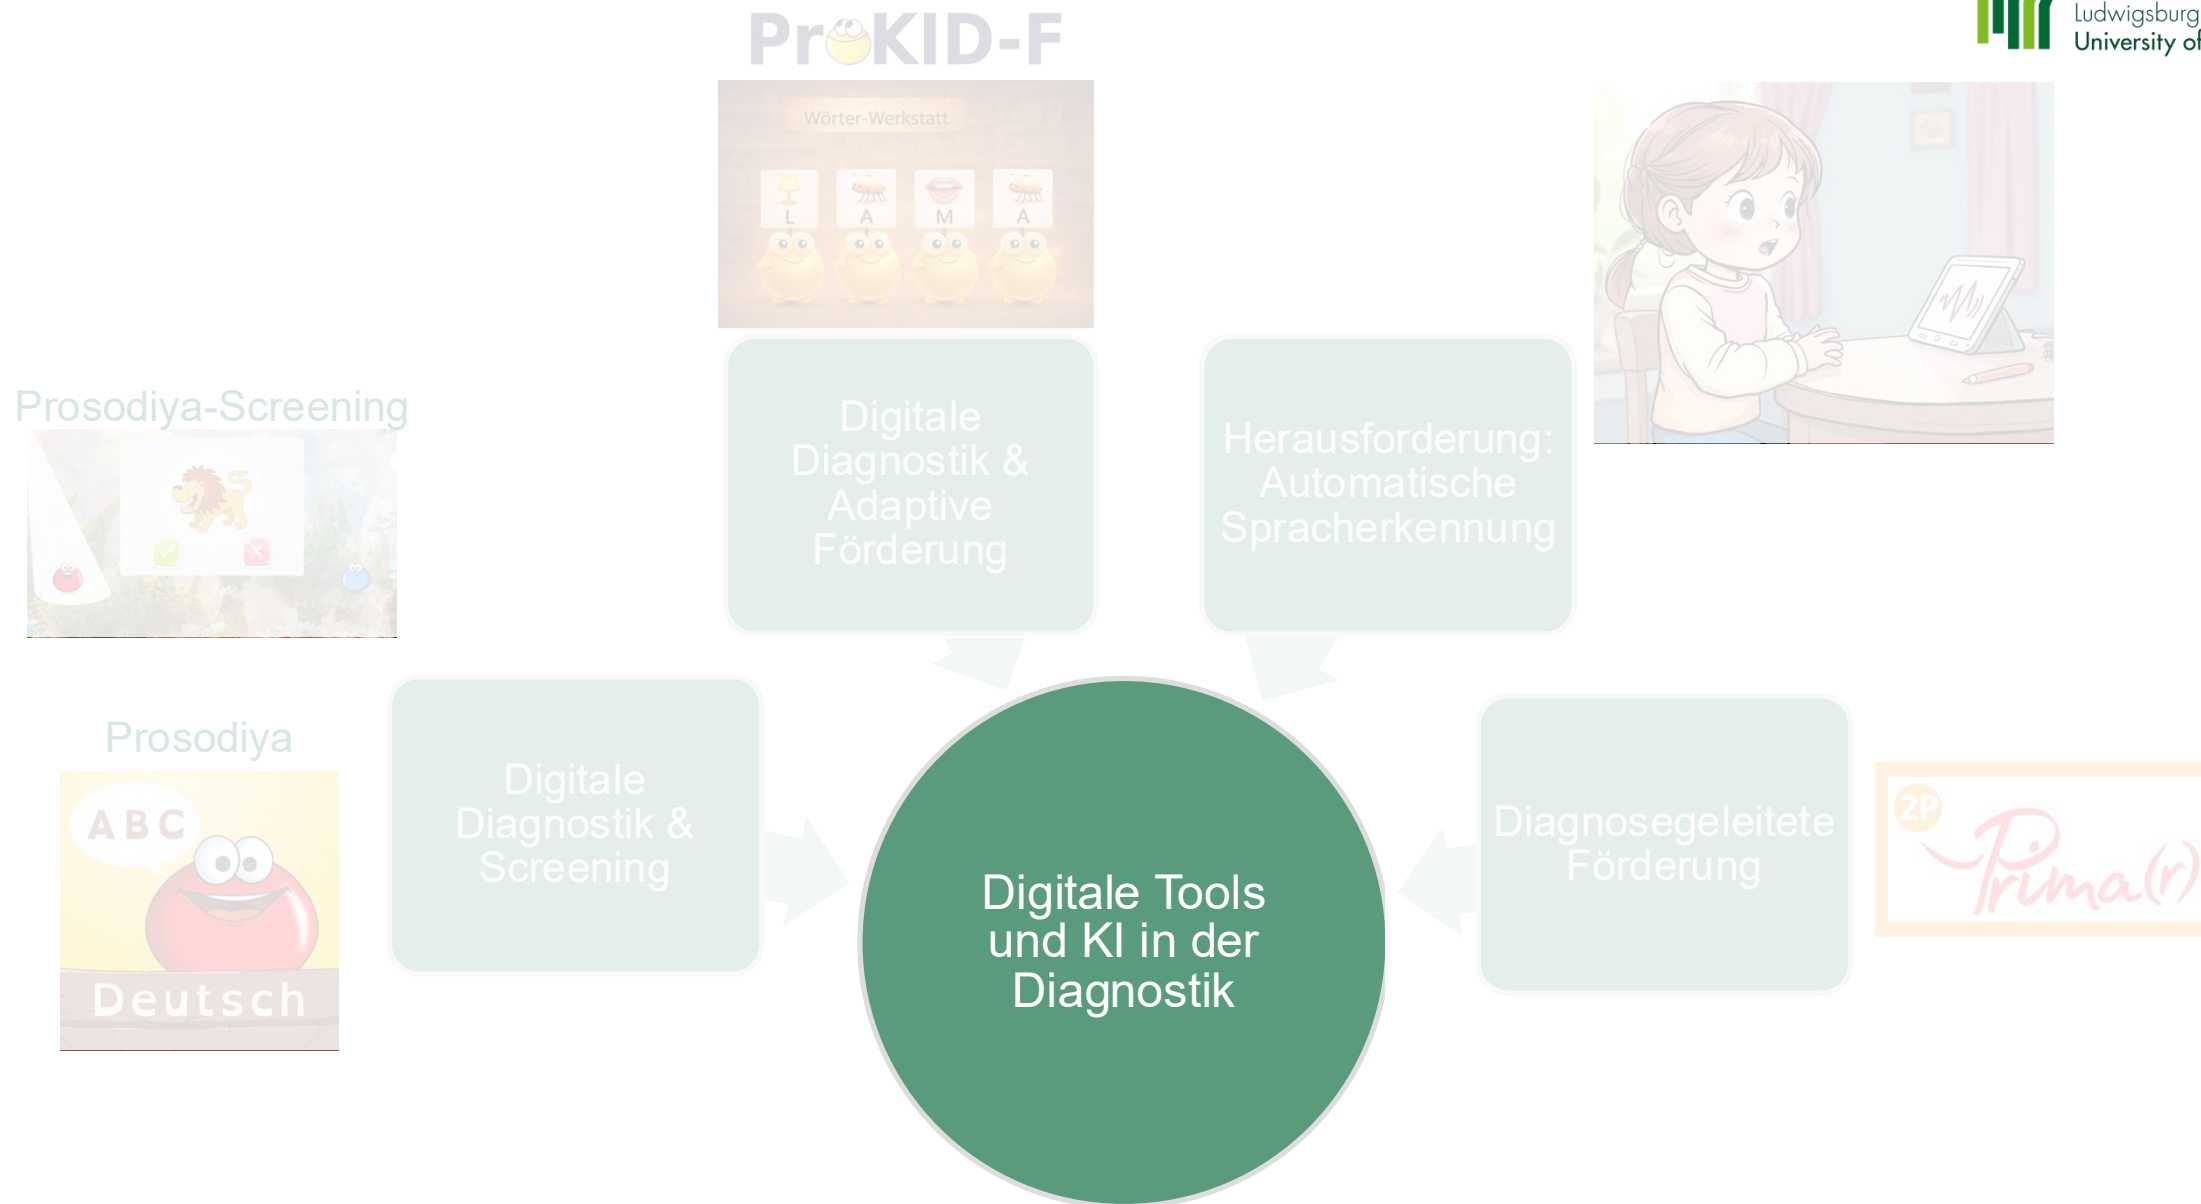 PrOKID-F
Ludwigsburg
University of
Wörter-Werkstatt
L A M A
Prosodiya-Screening
Digitale
Diagnostik &
Adaptive
Förderung
Herausforderung:
Automatische
Spracherkennung
Prosodiya
ABC
Deutsch
Digitale
Diagnostik &
Screening
Digitale Tools
und KI in der
Diagnostik
Diagnosegeleitete
Förderung
2P
Prima(r)